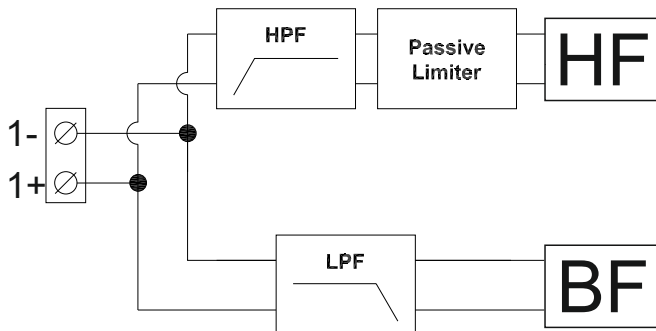 HPF
Passive
Limiter
HF
1-
1+
LPF
BF